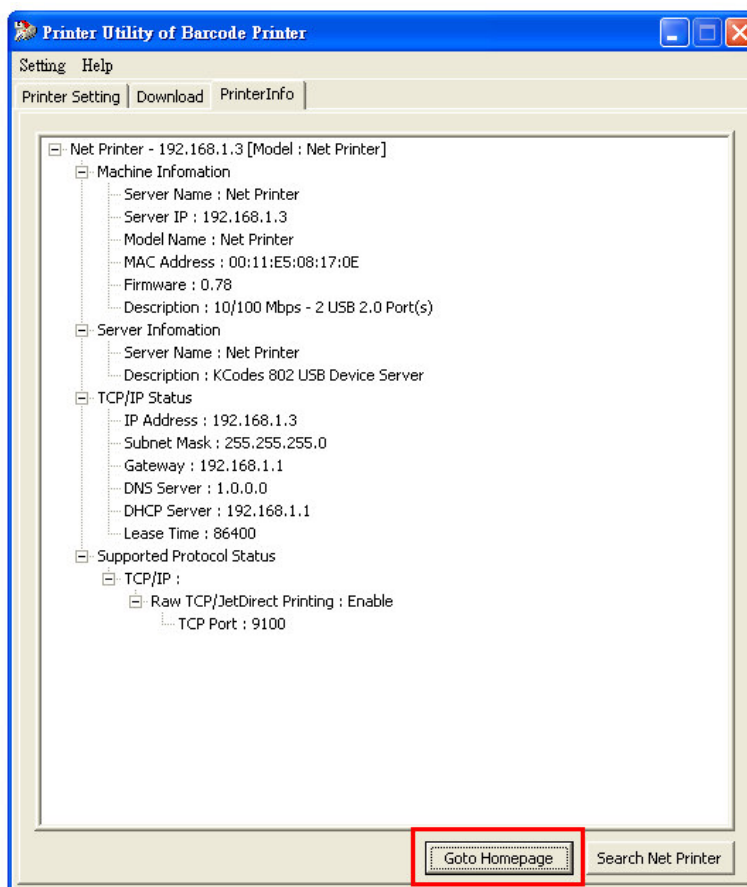 Printer Utility of Barcode Printer
Setting Help
Printer Setting Download PrinterInfo
Net Printer - 192.168.1.3 [Model : Net Printer]
Machine Infomation
Server Name : Net Printer
Server IP : 192.168.1.3
Model Name : Net Printer
MAC Address : 00:11:E5:08:17:0E
Firmware : 0.78
Description : 10/100 Mbps - 2 USB 2.0 Port(s)
Server Infomation
Server Name : Net Printer
Description : KCodes 802 USB Device Server
TCP/IP Status
IP Address : 192.168.1.3
Subnet Mask : 255.255.255.0
Gateway : 192.168.1.1
DNS Server : 1.0.0.0
DHCP Server : 192.168.1.1
Lease Time : 86400
Supported Protocol Status
TCP/IP :
Raw TCP/JetDirect Printing : Enable
TCP Port : 9100
Goto Homepage Search Net Printer